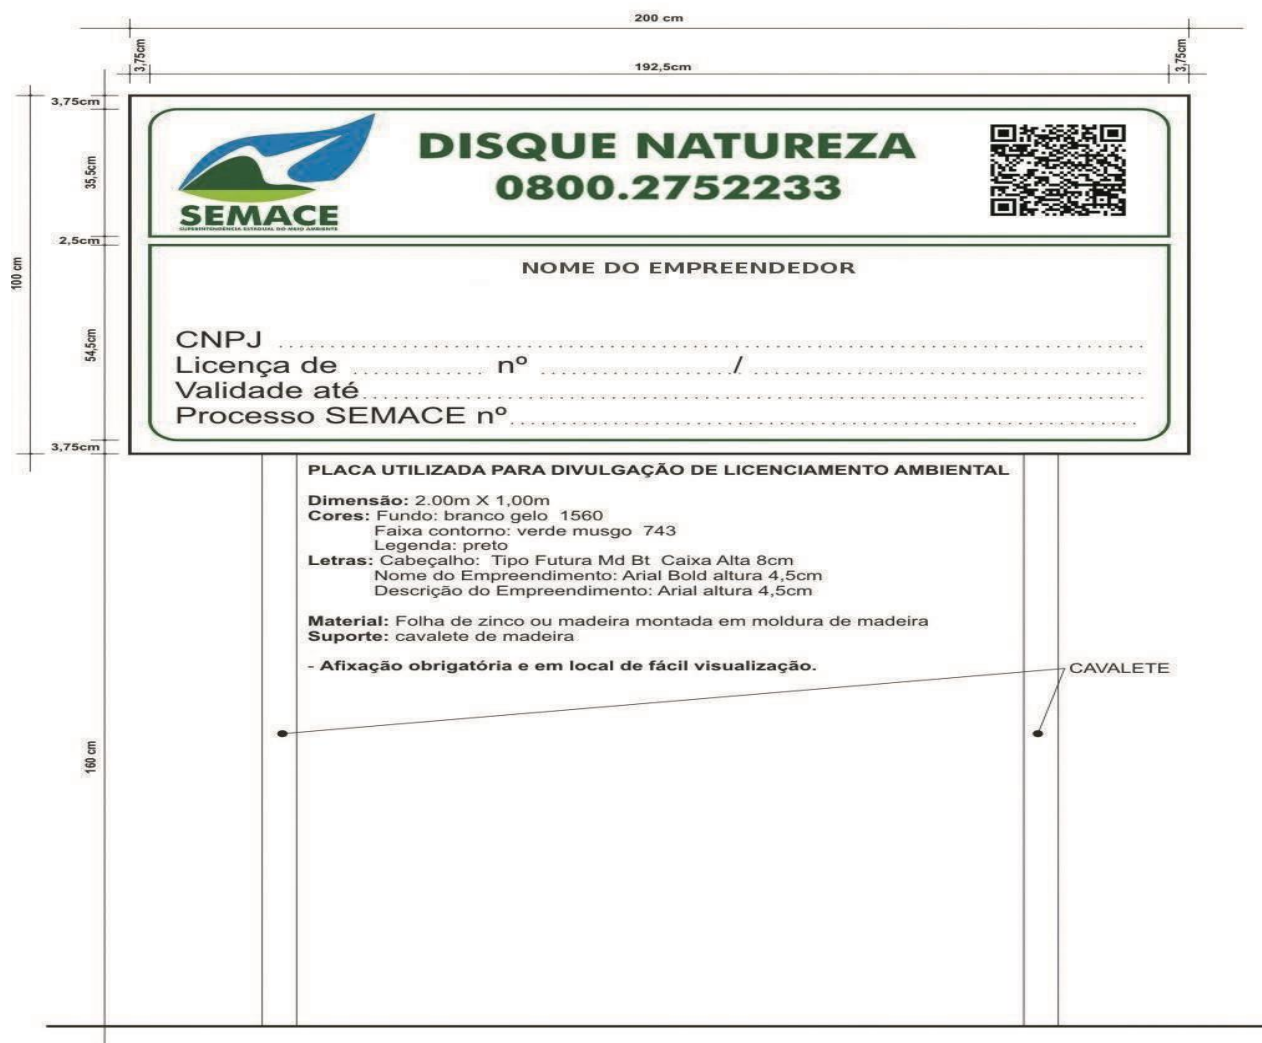 200 cm
3,75cm
192,5cm
3,75cm
3,75cm
35,5cm
2,5cm
100 cm
54,5cm
3,75cm
160 cm
DISQUE NATUREZA
0800.2752233
SEMACE
SUPERINTENDÊNCIA ESTADUAL DO MEIO AMBIENTE
NOME DO EMPREENDEDOR
CNPJ
Licença de nº /
Validade até
Processo SEMACE nº
PLACA UTILIZADA PARA DIVULGAÇÃO DE LICENCIAMENTO AMBIENTAL
Dimensão: 2.00m X 1,00m
Cores: Fundo: branco gelo 1560
Faixa contorno: verde musgo 743
Legenda: preto
Letras: Cabeçalho: Tipo Futura Md Bt Caixa Alta 8cm
Nome do Empreendimento: Arial Bold altura 4,5cm
Descrição do Empreendimento: Arial altura 4,5cm
Material: Folha de zinco ou madeira montada em moldura de madeira
Suporte: cavalete de madeira
- Afixação obrigatória e em local de fácil visualização.
CAVALETE